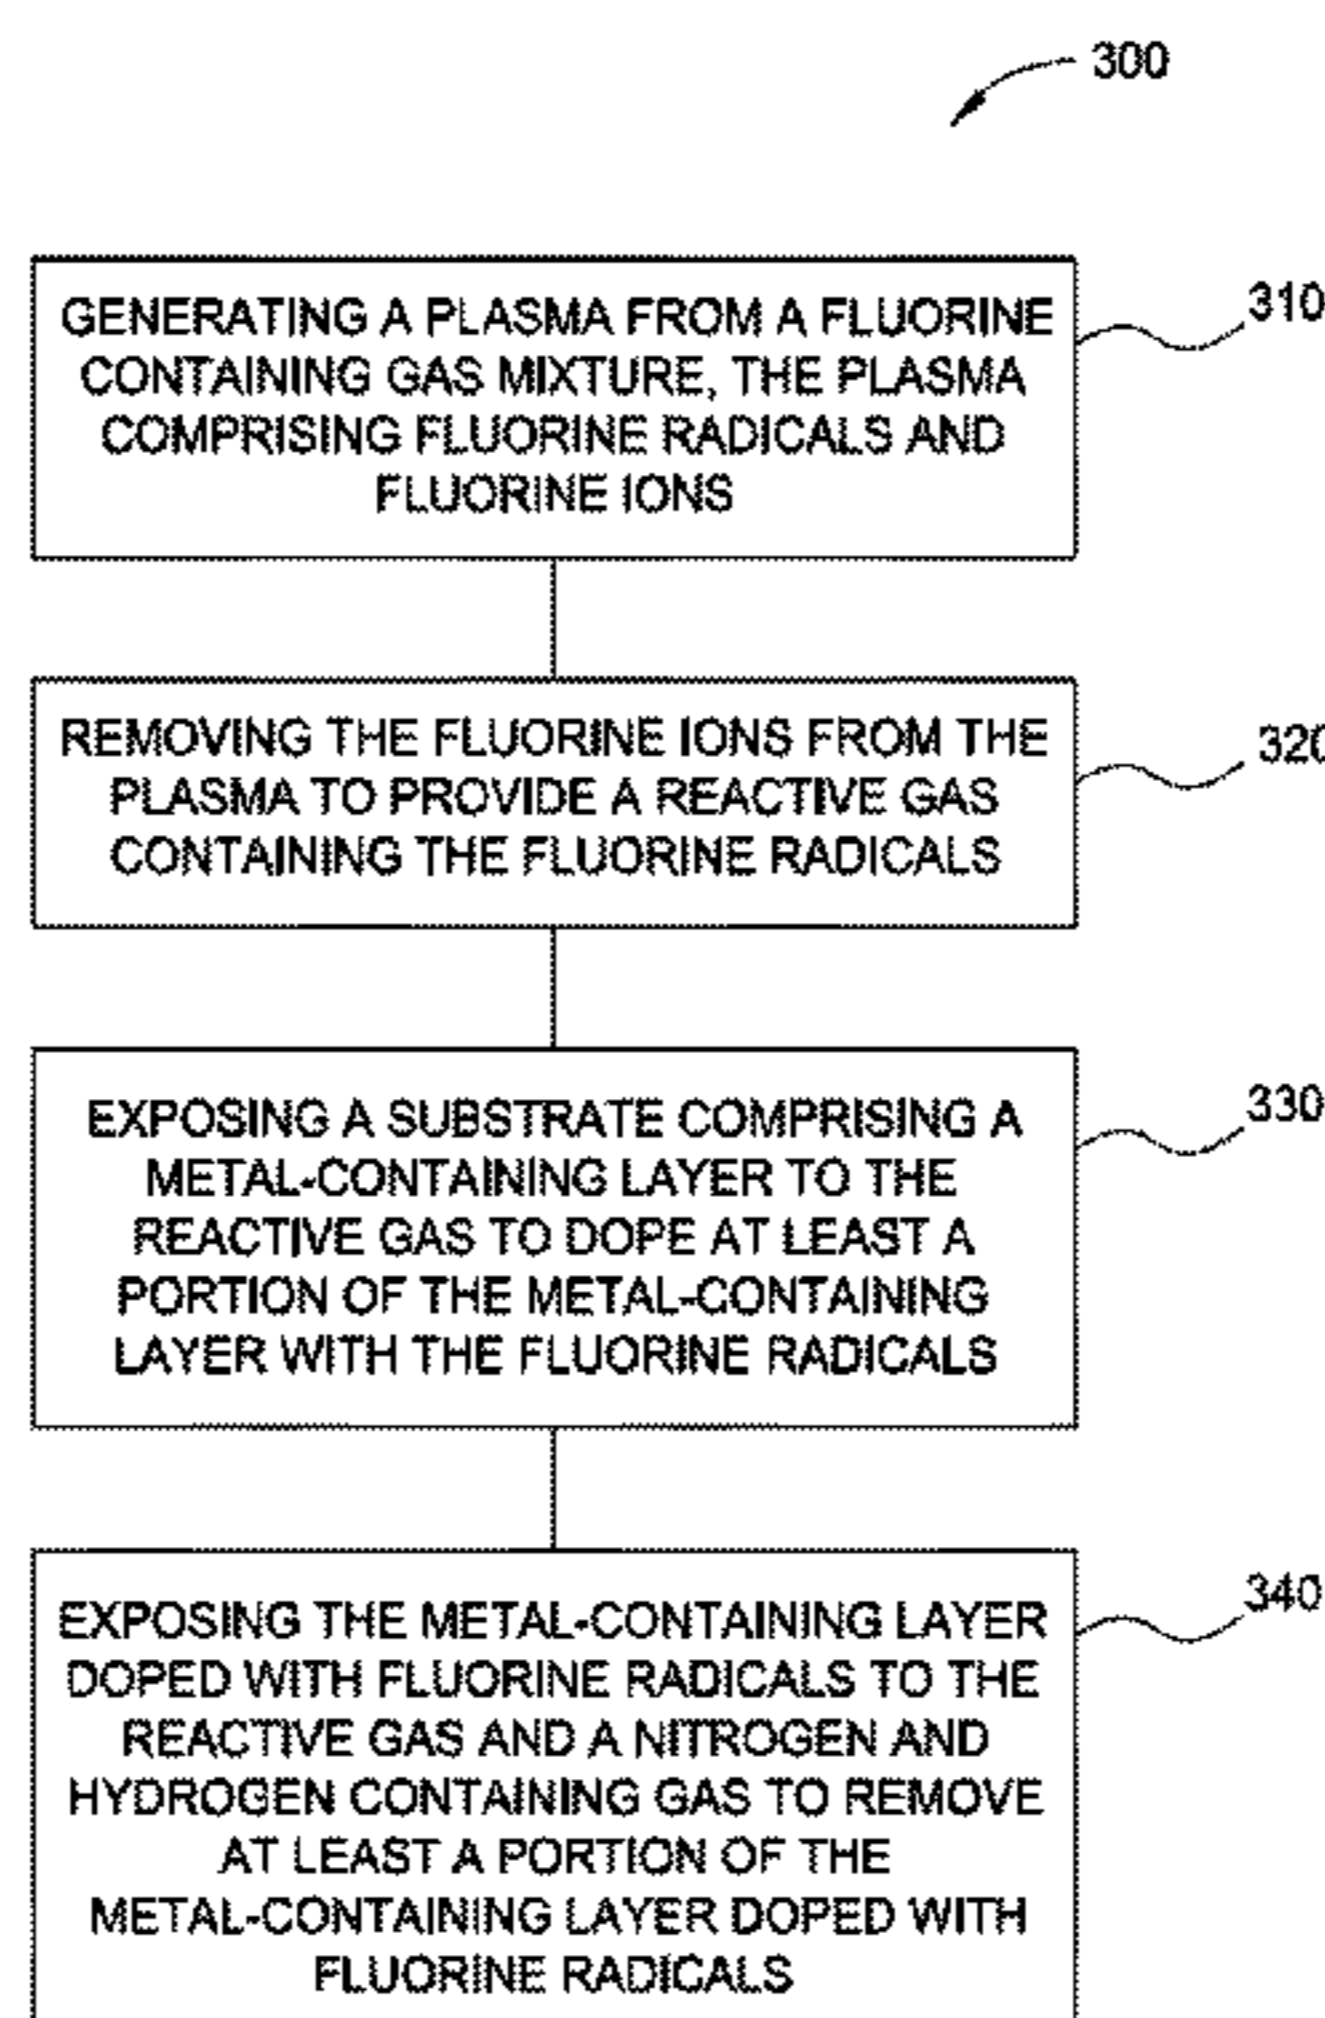 300
GENERATING A PLASMA FROM A FLUORINE
CONTAINING GAS MIXTURE, THE PLASMA
COMPRISING FLUORINE RADICALS AND
FLUORINE IONS
310
REMOVING THE FLUORINE IONS FROM THE
PLASMA TO PROVIDE A REACTIVE GAS
CONTAINING THE FLUORINE RADICALS
320
EXPOSING A SUBSTRATE COMPRISING A
METAL-CONTAINING LAYER TO THE
REACTIVE GAS TO DOPE AT LEAST A
PORTION OF THE METAL-CONTAINING
LAYER WITH THE FLUORINE RADICALS
330
EXPOSING THE METAL-CONTAINING LAYER
DOPED WITH FLUORINE RADICALS TO THE
REACTIVE GAS AND A NITROGEN AND
HYDROGEN CONTAINING GAS TO REMOVE
AT LEAST A PORTION OF THE
METAL-CONTAINING LAYER DOPED WITH
FLUORINE RADICALS
340